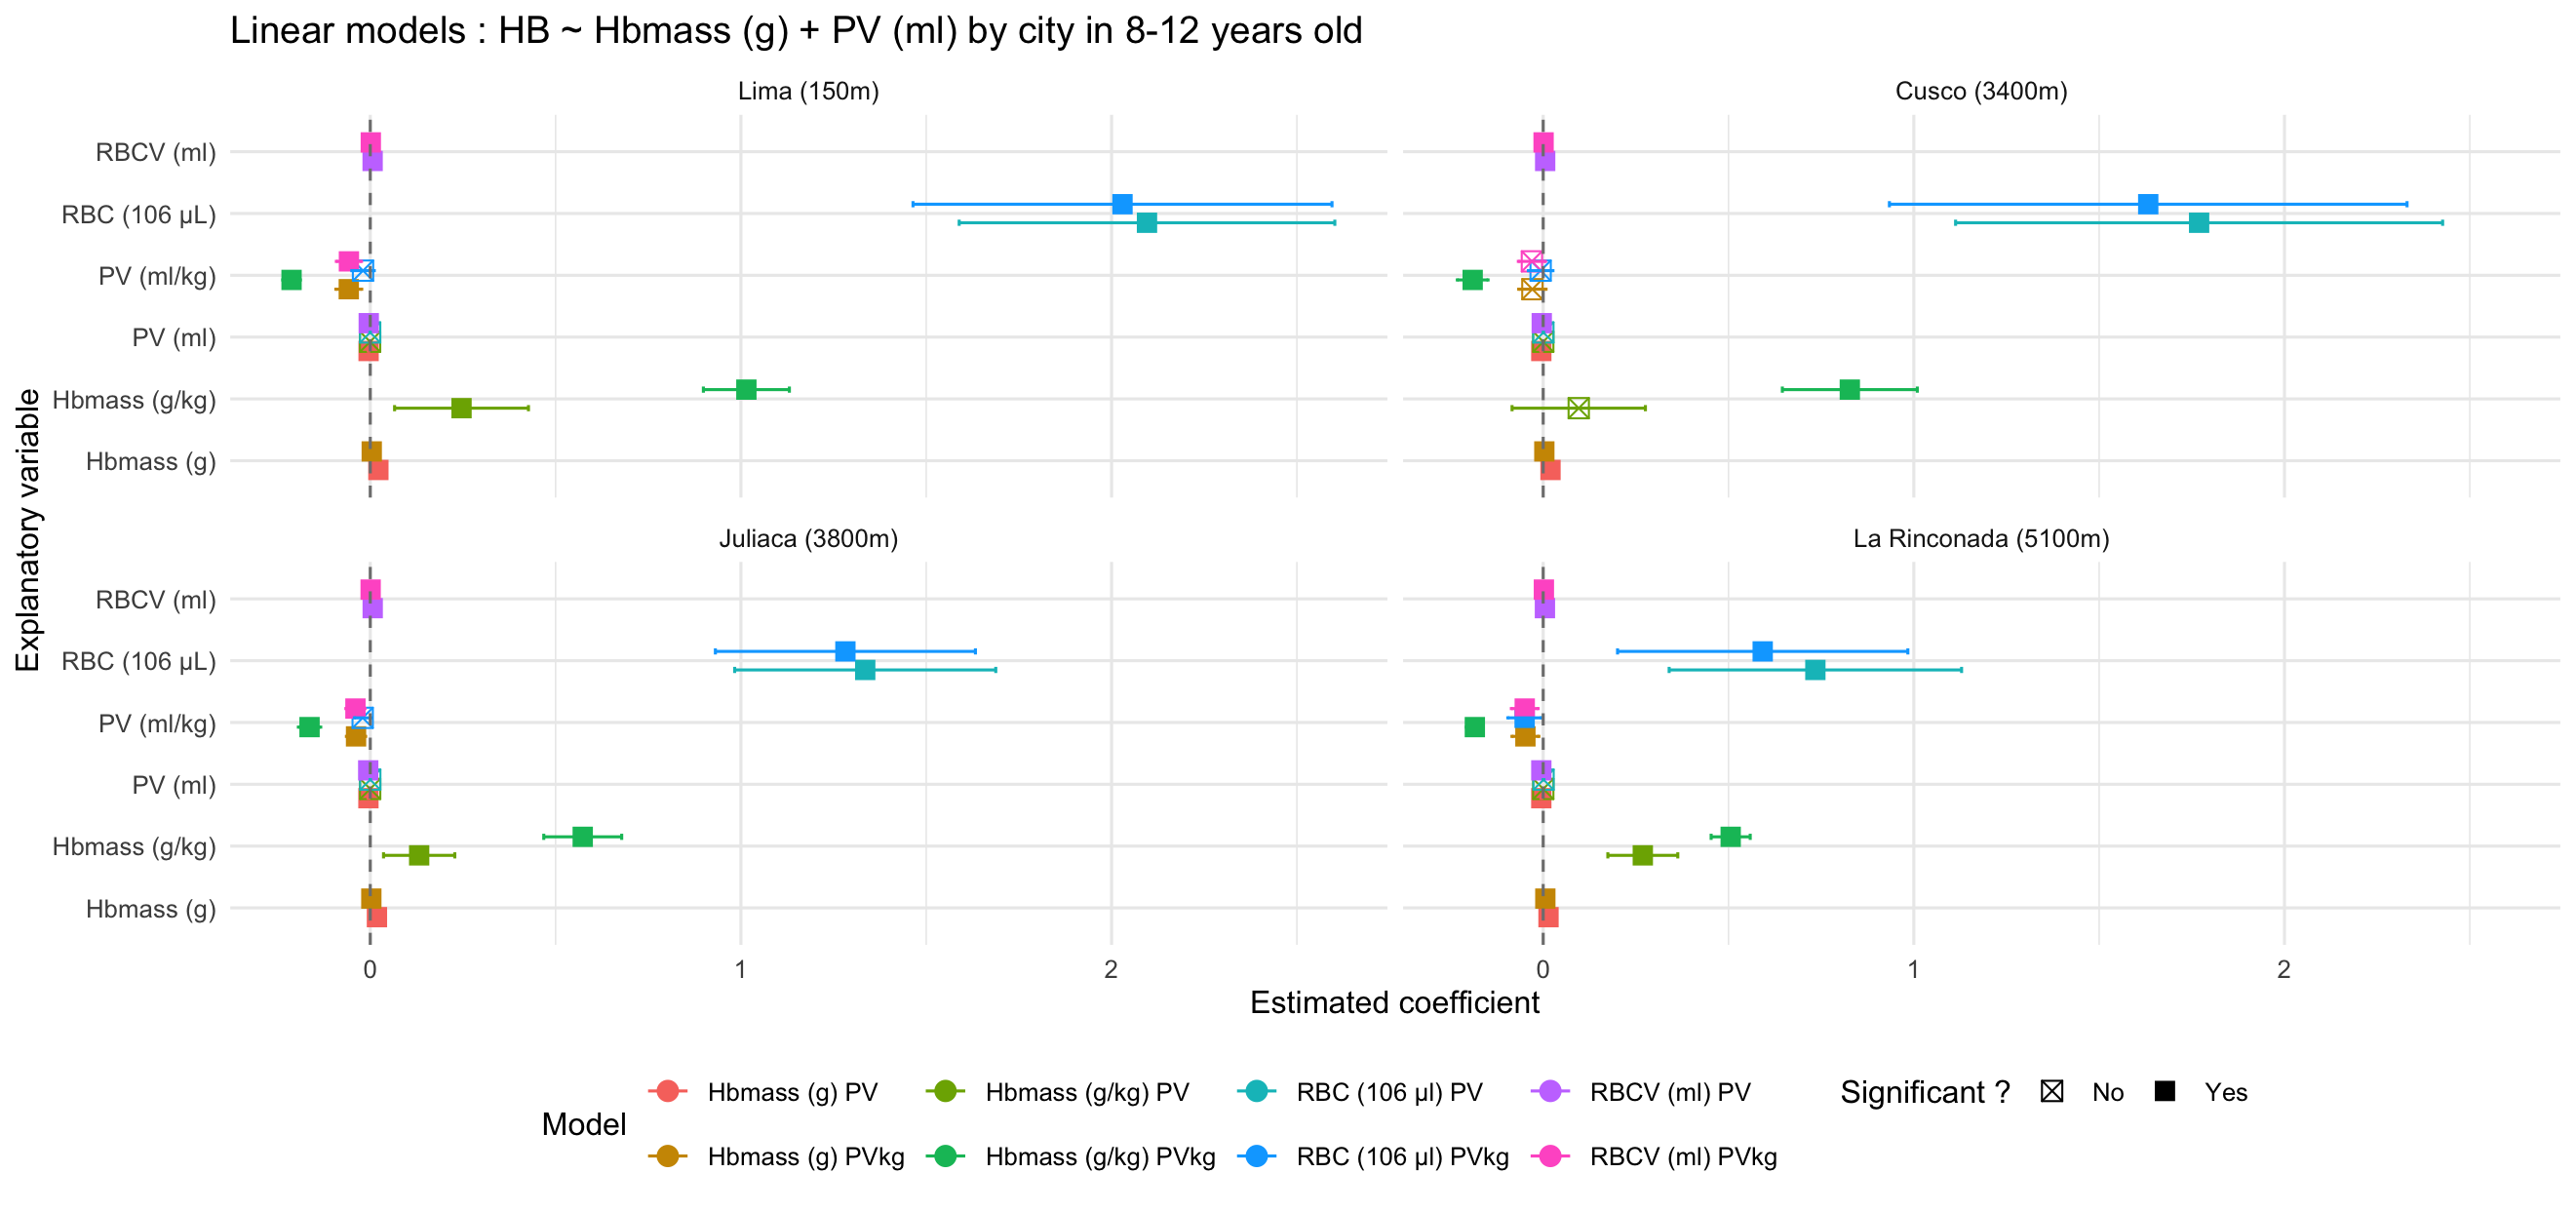 Linear models : HB ~ Hbmass (g) + PV (ml) by city in 8-12 years old
Lima (150m)
Cusco (3400m)
RBCV (ml)
RBC (106 µL)
PV (ml/kg)
PV (ml)
Hbmass (g/kg)
Hbmass (g)
Explanatory variable
Juliaca (3800m)
La Rinconada (5100m)
RBCV (ml)
RBC (106 µL)
PV (ml/kg)
PV (ml)
Hbmass (g/kg)
Hbmass (g)
0 1 2
0 1 2
Estimated coefficient
Model
Hbmass (g) PV
Hbmass (g/kg) PV
RBC (106 µl) PV
RBCV (ml) PV
Hbmass (g) PVkg
Hbmass (g/kg) PVkg
RBC (106 µl) PVkg
RBCV (ml) PVkg
Significant ?
No
Yes